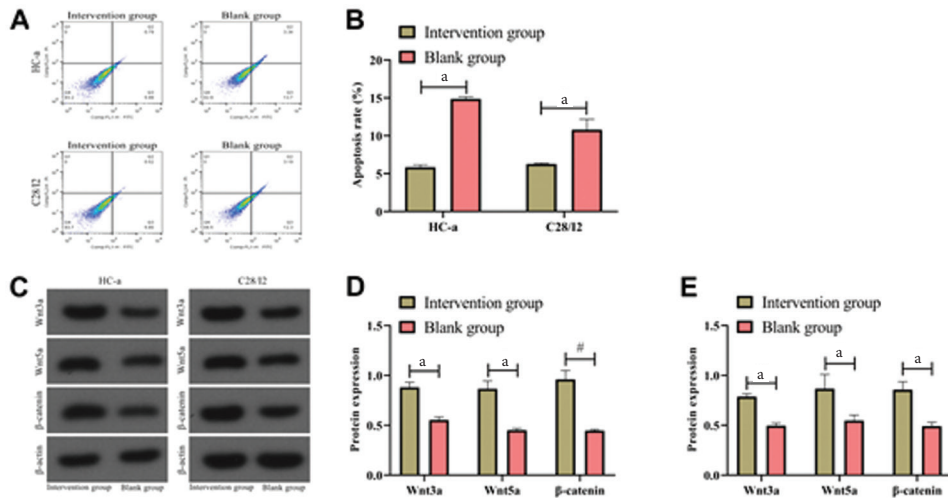 A
Intervention group
Blank group
HC-a
Intervention group
Blank group
C28/I2
B
Intervention group
Blank group
Apoptosis rate (%)
20
15
10
5
0
a
a
HC-a
C28/I2
C
HC-a
C28/I2
Wnt3a
Wnt3a
Wnt5a
Wnt5a
β-catenin
β-catenin
β-actin
β-actin
Intervention group
Blank group
Intervention group
Blank group
D
Intervention group
Blank group
Protein expression
1.5
1.0
0.5
0.0
a
a
#
Wnt3a
Wnt5a
β-catenin
E
Intervention group
Blank group
Protein expression
1.5
1.0
0.5
0.0
a
a
a
Wnt3a
Wnt5a
β-catenin